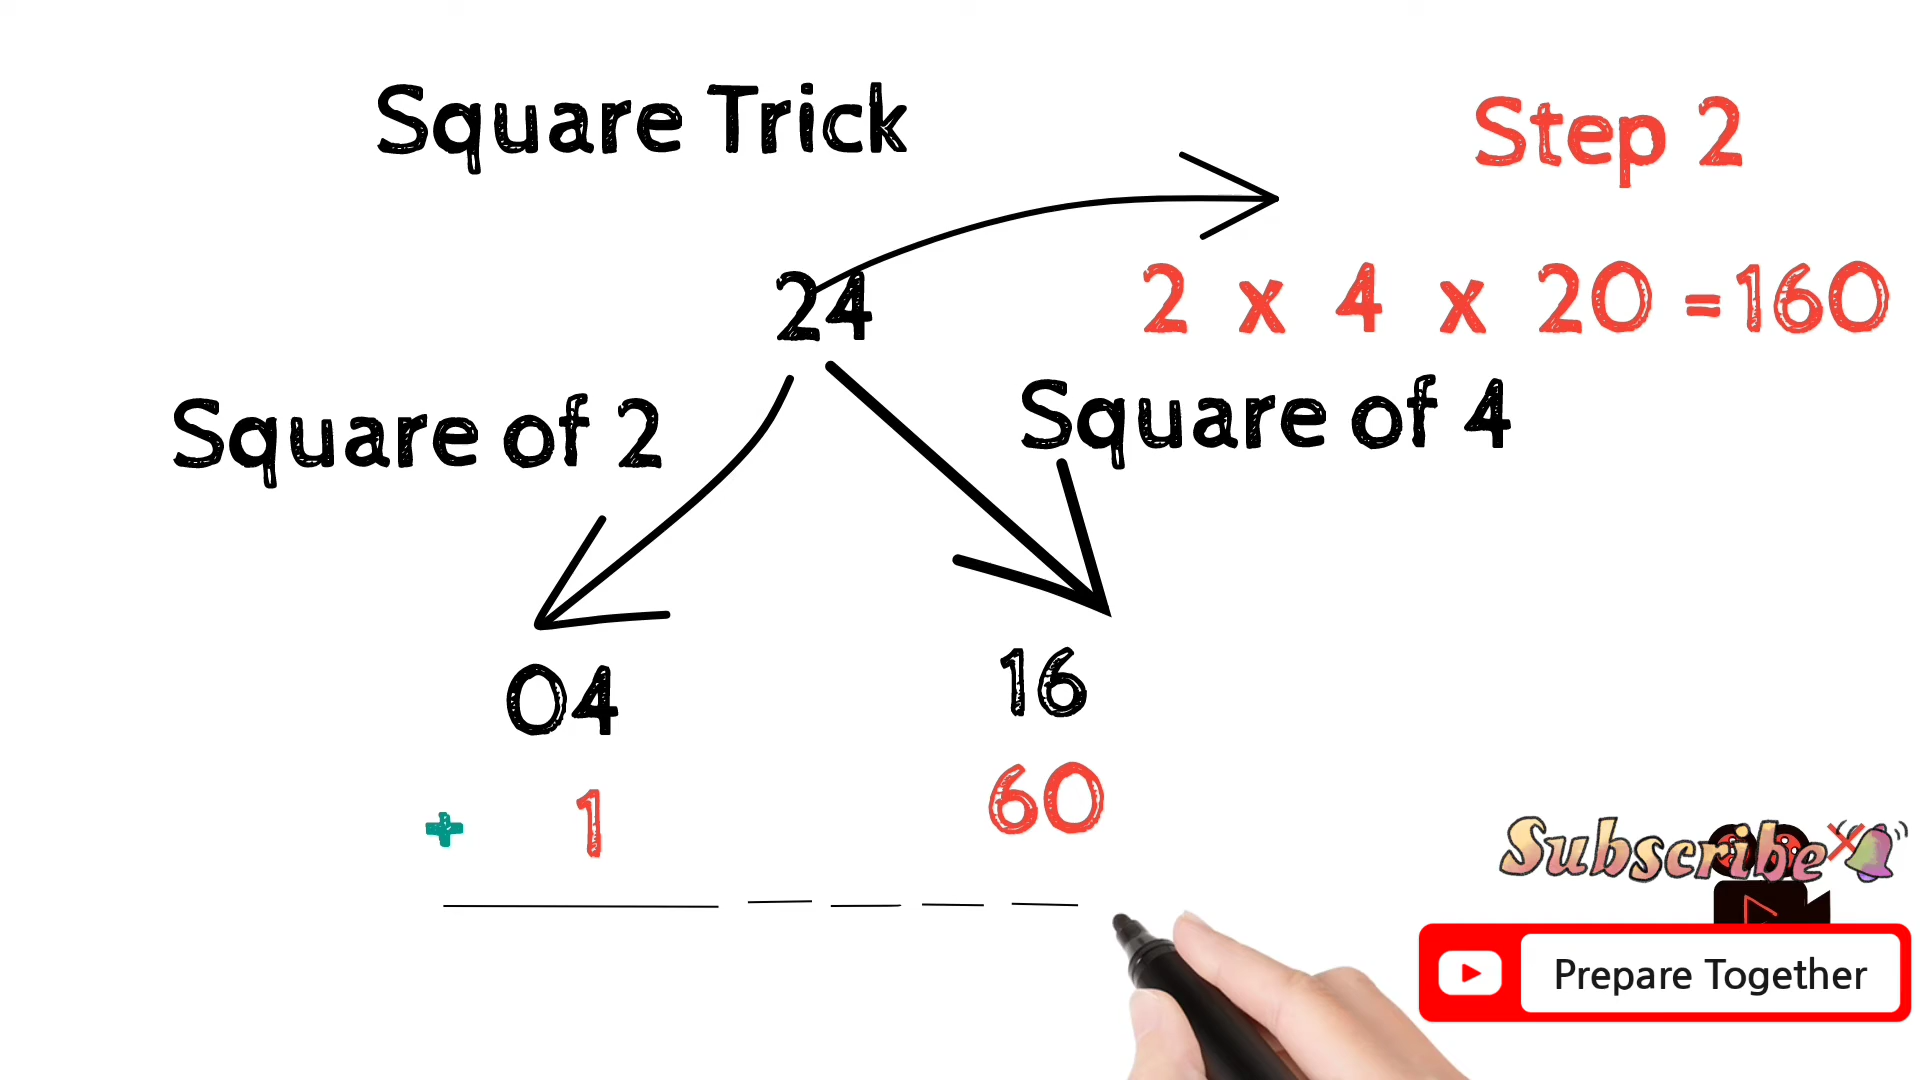 Square Trick
Step 2
24
2 x 4 x 20 =160
Square of 2
Square of 4
04
16
+ 1
60
Subscribe
Prepare Together